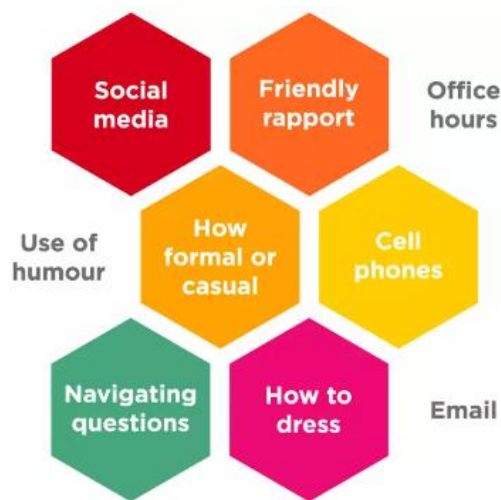 Social
media
Friendly
rapport
Office
hours
Use of
humour
How
formal or
casual
Cell
phones
Navigating
questions
How to
dress
Email